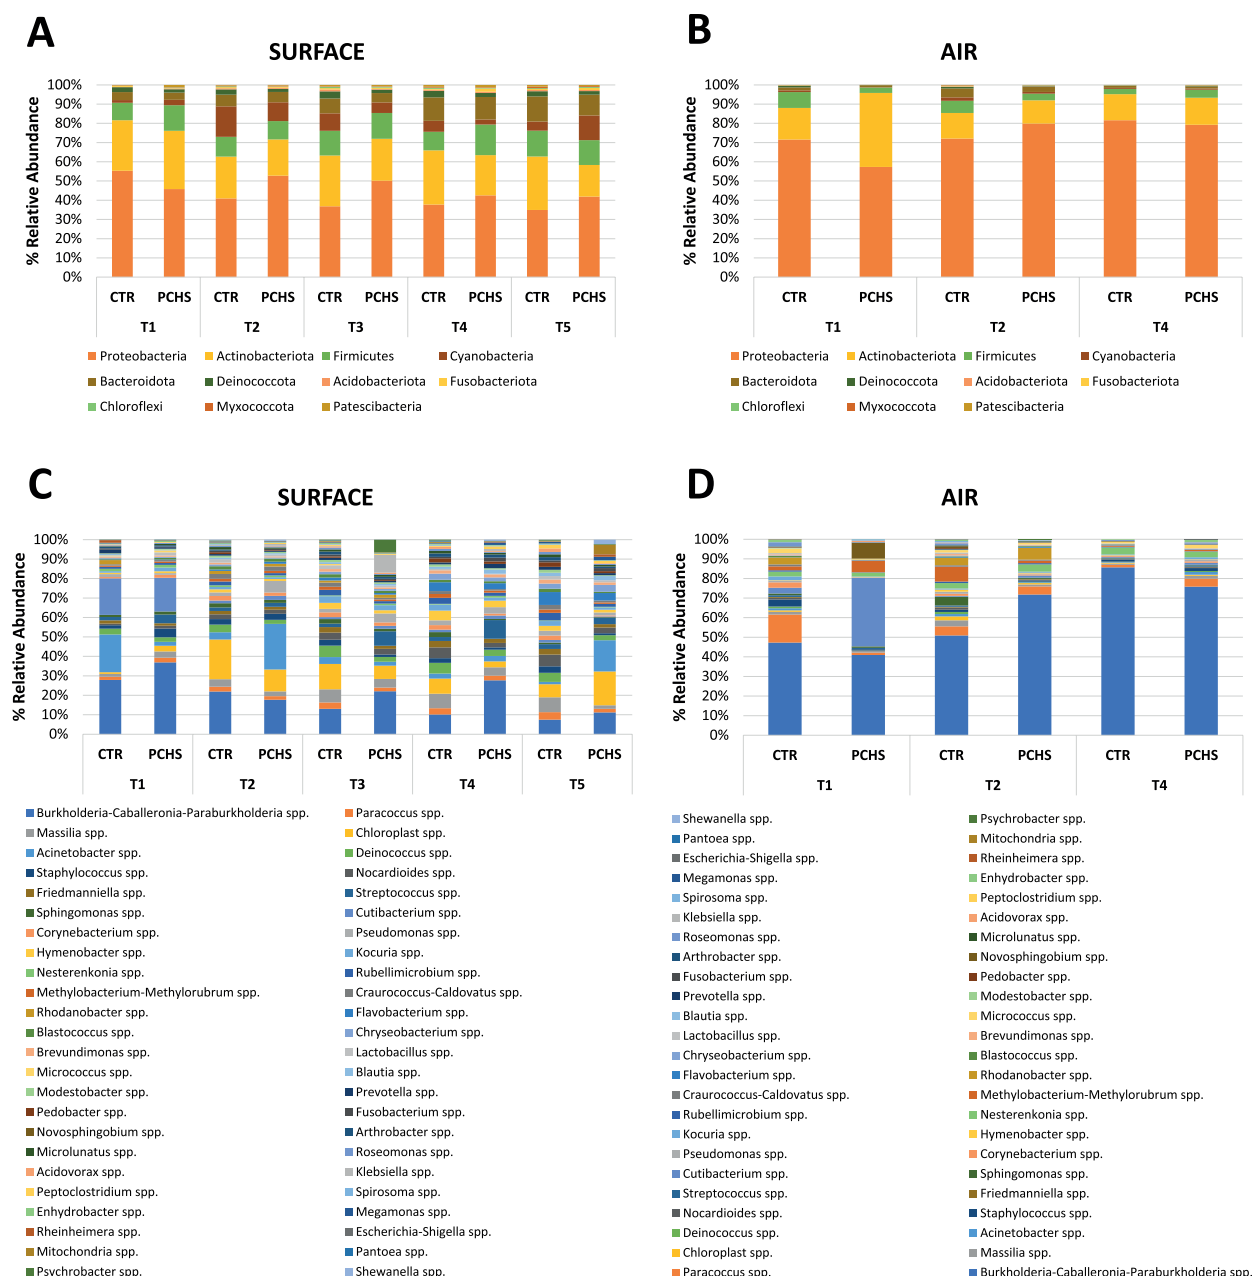 A
SURFACE
% Relative Abundance
100%
90%
80%
70%
60%
50%
40%
30%
20%
10%
0%
CTR PCHS CTR PCHS CTR PCHS CTR PCHS CTR PCHS
T1 T2 T3 T4 T5
Proteobacteria Actinobacteriota Firmicutes Cyanobacteria
Bacteroidota Deinococcota Acidobacteriota Fusobacteriota
Chloroflexi Myxococcota Patescibacteria
B
AIR
% Relative Abundance
100%
90%
80%
70%
60%
50%
40%
30%
20%
10%
0%
CTR PCHS CTR PCHS CTR PCHS
T1 T2 T4
Proteobacteria Actinobacteriota Firmicutes Cyanobacteria
Bacteroidota Deinococcota Acidobacteriota Fusobacteriota
Chloroflexi Myxococcota Patescibacteria
C
SURFACE
% Relative Abundance
100%
90%
80%
70%
60%
50%
40%
30%
20%
10%
0%
CTR PCHS CTR PCHS CTR PCHS CTR PCHS CTR PCHS
T1 T2 T3 T4 T5
Burkholderia-Caballeronia-Paraburkholderia spp. Paracoccus spp.
Massilia spp. Chloroplast spp.
Acinetobacter spp. Deinococcus spp.
Staphylococcus spp. Nocardioides spp.
Friedmanniella spp. Streptococcus spp.
Sphingomonas spp. Cutibacterium spp.
Corynebacterium spp. Pseudomonas spp.
Hymenobacter spp. Kocuria spp.
Nesterenkonia spp. Rubellimicrobium spp.
Methylobacterium-Methylorubrum spp. Craurococcus-Caldovatus spp.
Rhodanobacter spp. Flavobacterium spp.
Blastococcus spp. Chryseobacterium spp.
Brevundimonas spp. Lactobacillus spp.
Micrococcus spp. Blautia spp.
Modestobacter spp. Prevotella spp.
Pedobacter spp. Fusobacterium spp.
Novosphingobium spp. Arthrobacter spp.
Microlunatus spp. Roseomonas spp.
Acidovorax spp. Klebsiella spp.
Peptoclostridium spp. Spirosoma spp.
Enhydrobacter spp. Megamonas spp.
Rheinheimera spp. Escherichia-Shigella spp.
Mitochondria spp. Pantoea spp.
Psychrobacter spp. Shewanella spp.
D
AIR
% Relative Abundance
100%
90%
80%
70%
60%
50%
40%
30%
20%
10%
0%
CTR PCHS CTR PCHS CTR PCHS
T1 T2 T4
Shewanella spp. Psychrobacter spp.
Pantoea spp. Mitochondria spp.
Escherichia-Shigella spp. Rheinheimera spp.
Megamonas spp. Enhydrobacter spp.
Spirosoma spp. Peptoclostridium spp.
Klebsiella spp. Acidovorax spp.
Roseomonas spp. Microlunatus spp.
Arthrobacter spp. Novosphingobium spp.
Fusobacterium spp. Pedobacter spp.
Prevotella spp. Modestobacter spp.
Blautia spp. Micrococcus spp.
Lactobacillus spp. Brevundimonas spp.
Chryseobacterium spp. Blastococcus spp.
Flavobacterium spp. Rhodanobacter spp.
Craurococcus-Caldovatus spp. Methylobacterium-Methylorubrum spp.
Rubellimicrobium spp. Nesterenkonia spp.
Kocuria spp. Hymenobacter spp.
Pseudomonas spp. Corynebacterium spp.
Cutibacterium spp. Sphingomonas spp.
Streptococcus spp. Friedmanniella spp.
Nocardioides spp. Staphylococcus spp.
Deinococcus spp. Acinetobacter spp.
Chloroplast spp. Massilia spp.
Paracoccus spp. Burkholderia-Caballeronia-Paraburkholderia spp.